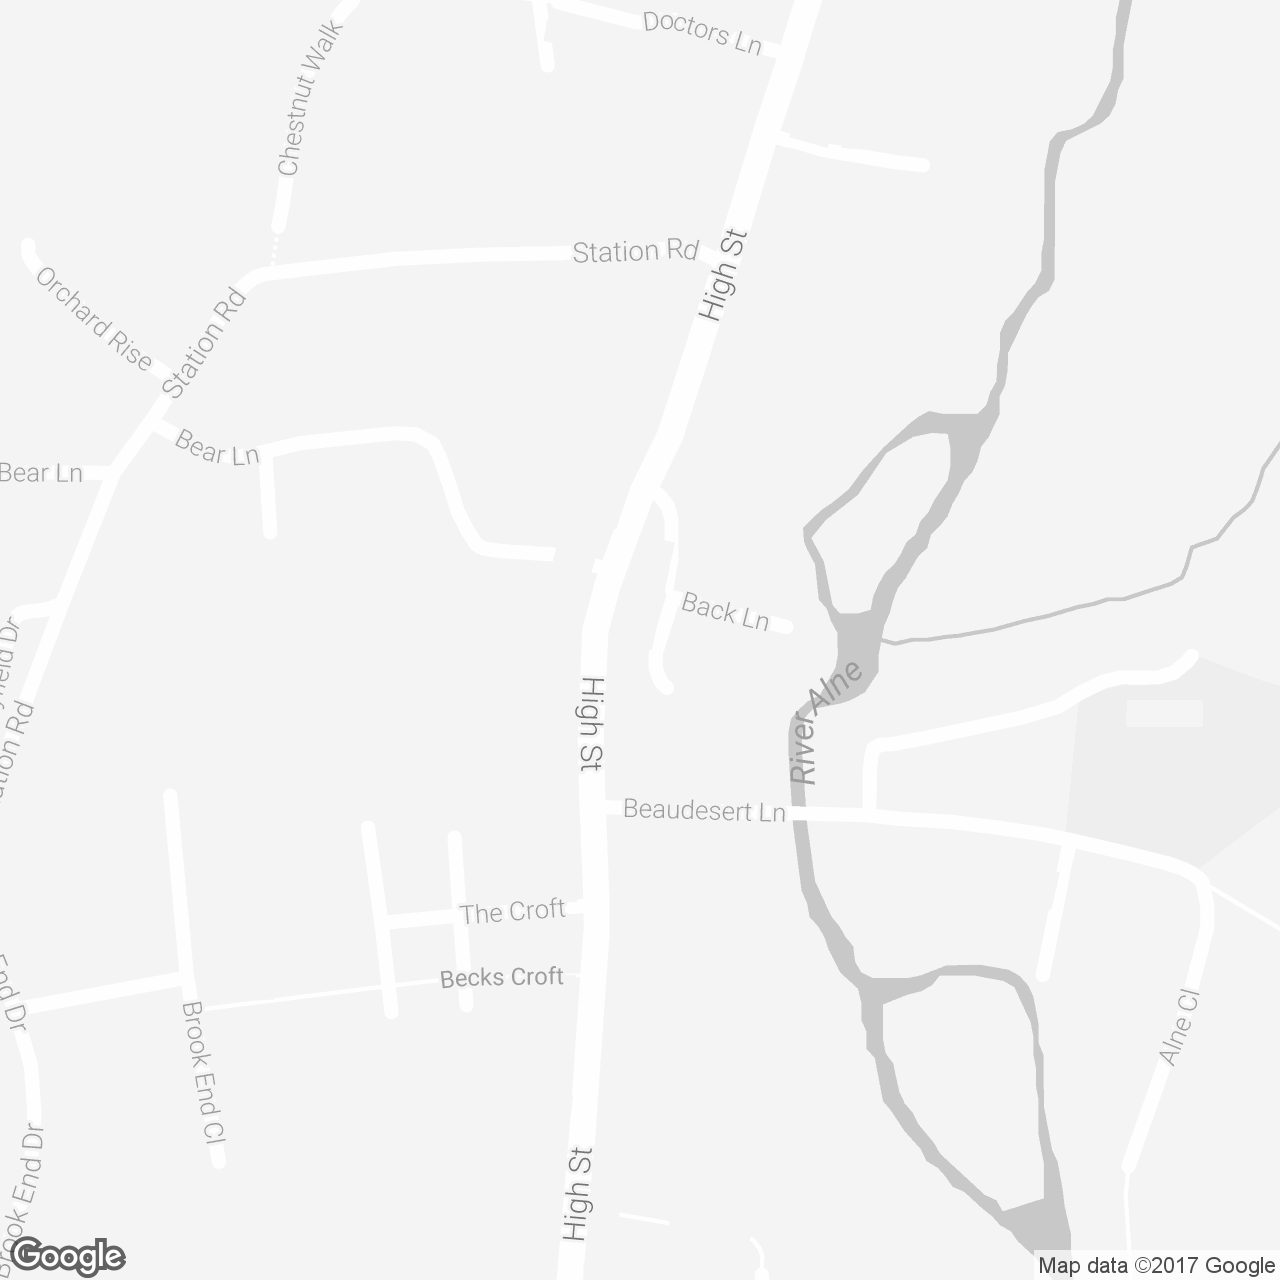 Doctors Ln
Chestnut Walk
Station Rd
High St
Orchard Rise
Station Rd
Bear Ln
Bear Ln
Back Ln
River Alne
High St
Beaudesert Ln
The Croft
Becks Croft
Brook End Cl
Alne Cl
End Dr
Brook End Dr
High St
Google
Map data ©2017 Google